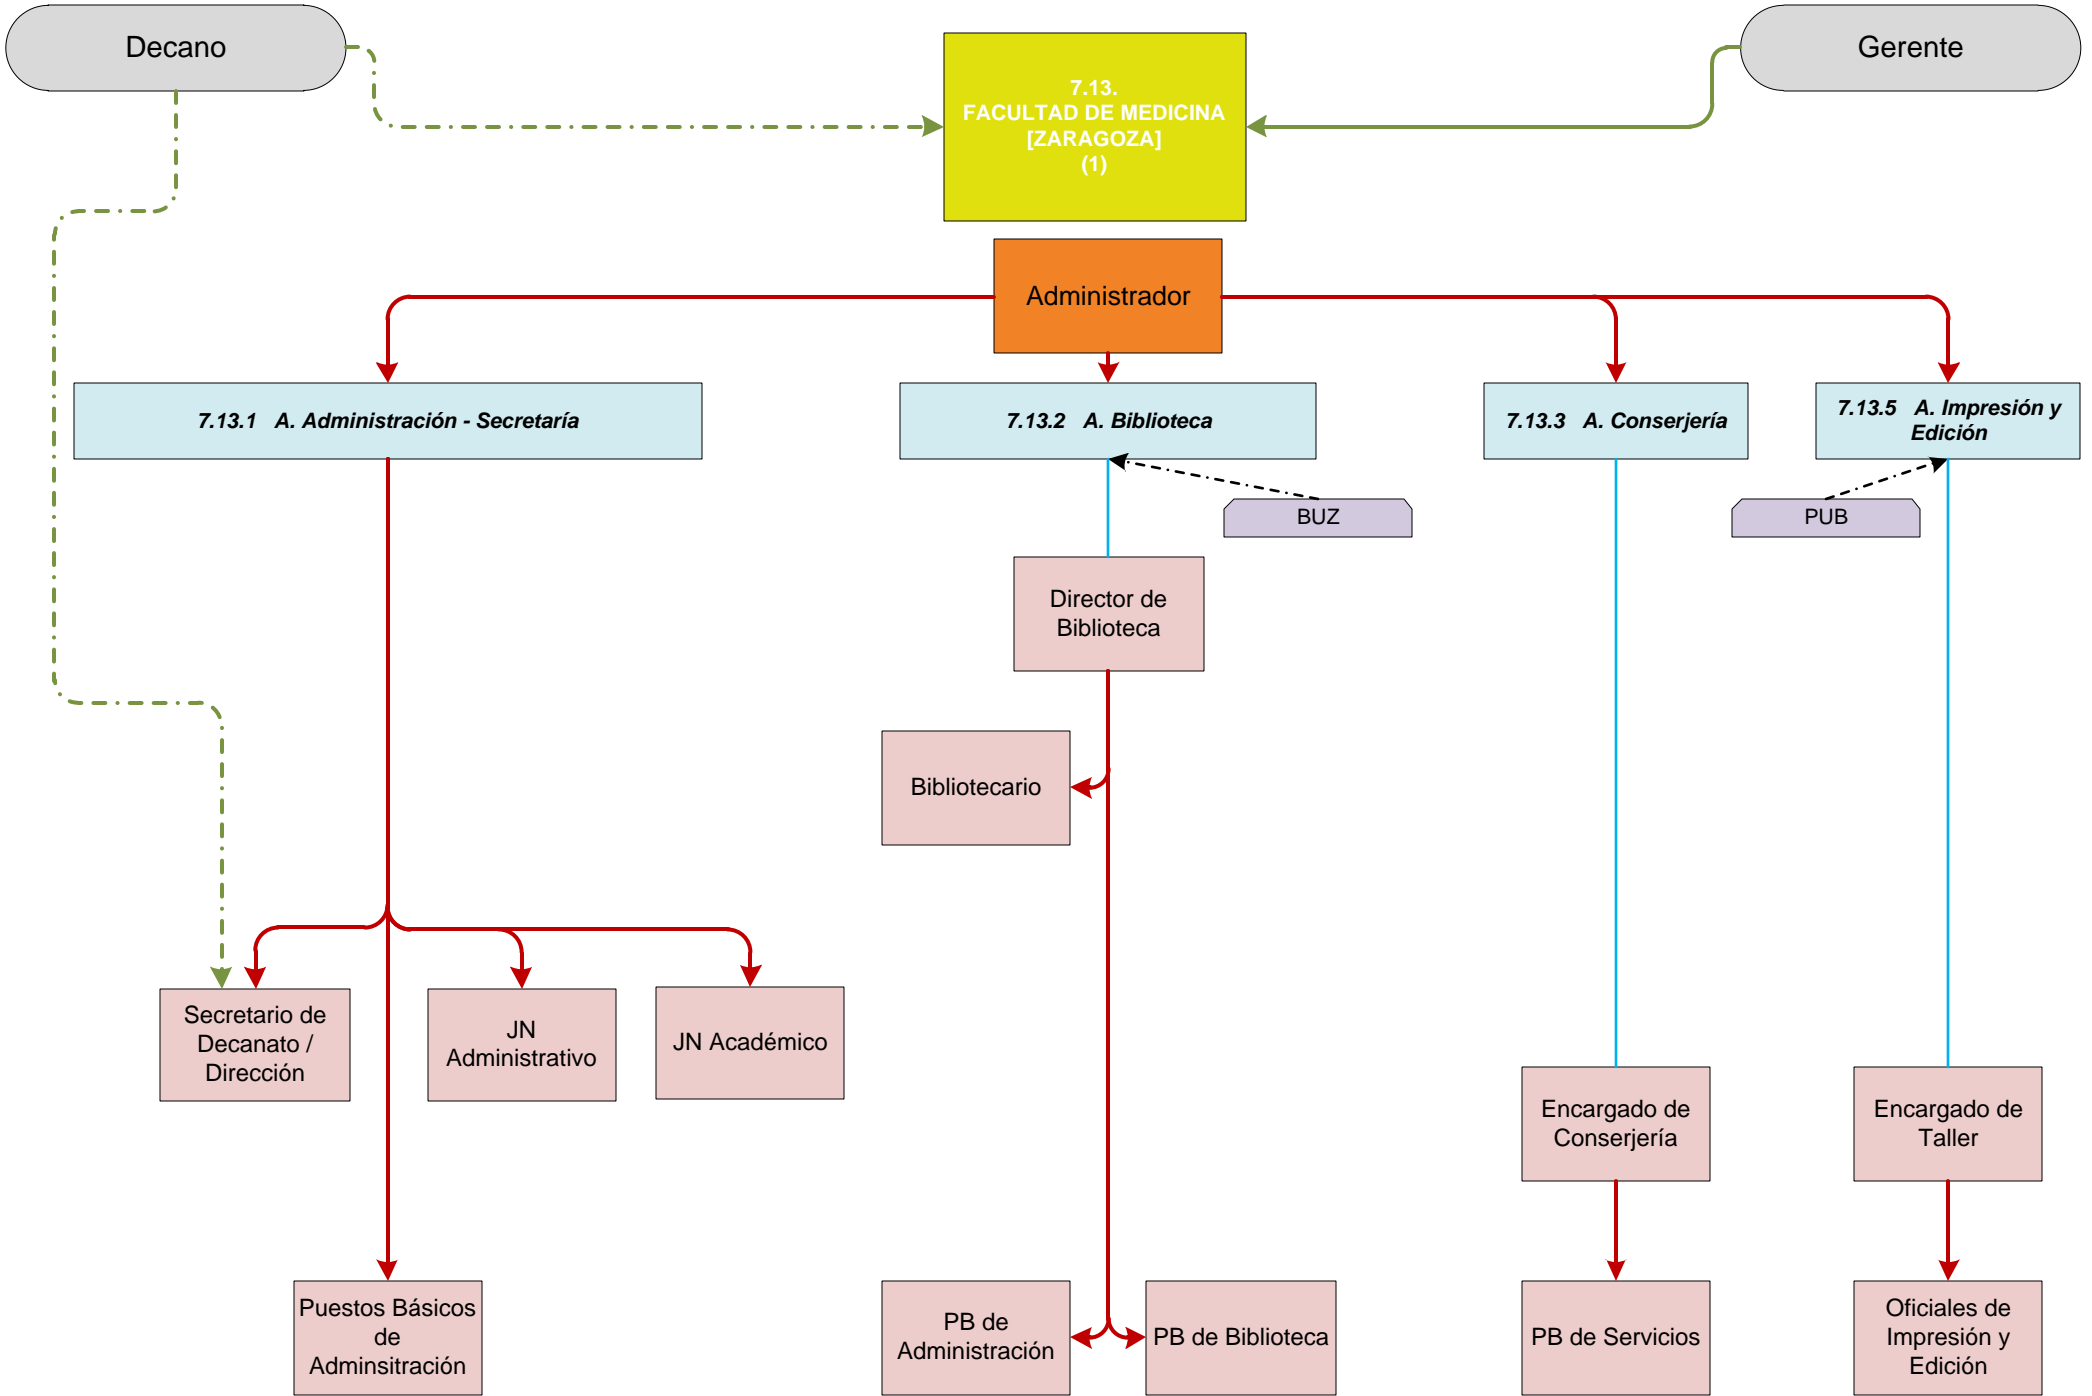 Decano
7.13.
FACULTAD DE MEDICINA
[ZARAGOZA]
(1)
Gerente
Administrador
7.13.1 A. Administración - Secretaría
7.13.2 A. Biblioteca
7.13.3 A. Conserjería
7.13.5 A. Impresión y
Edición
BUZ
PUB
Director de
Biblioteca
Bibliotecario
Secretario de
Decanato /
Dirección
JN
Administrativo
JN Académico
Encargado de
Conserjería
Encargado de
Taller
Puestos Básicos
de
Adminsitración
PB de
Administración
PB de Biblioteca
PB de Servicios
Oficiales de
Impresión y
Edición